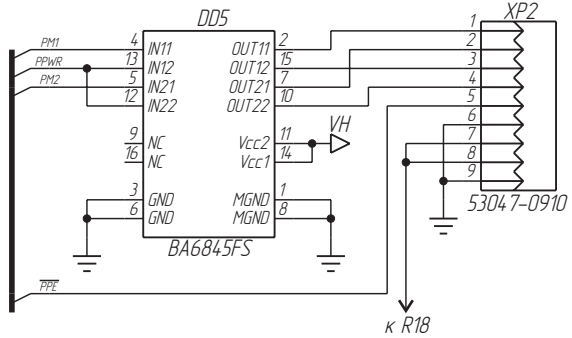 DD5
XP2
PM1 4 IN11 OUT11 2 1
PPWR 13 IN12 OUT12 15 2
PM2 5 IN21 OUT21 7 3
12 IN22 OUT22 10 4
5
9 NC Vcc2 11 VH 6
16 NC Vcc1 14 7
8
3 GND MGND 1 9
6 GND MGND 8
53047-0910
BA6845FS
PPE
к R18